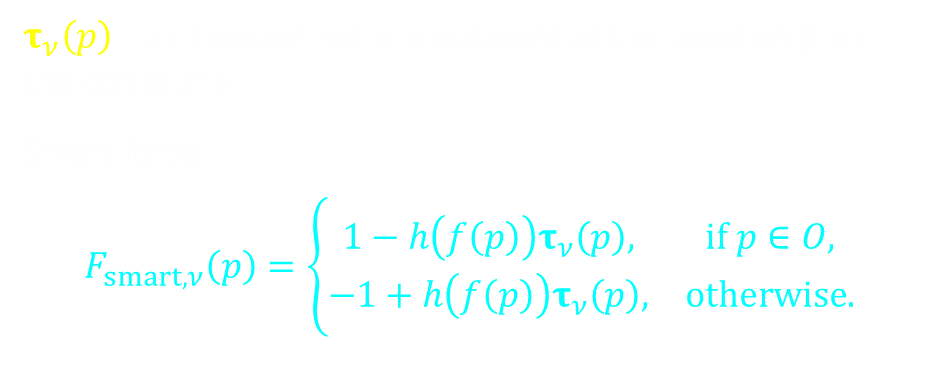 τ_ν(p)
F_smart,ν(p) = { 1 − h(f(p))τ_ν(p), if p ∈ O,
−1 + h(f(p))τ_ν(p), otherwise.